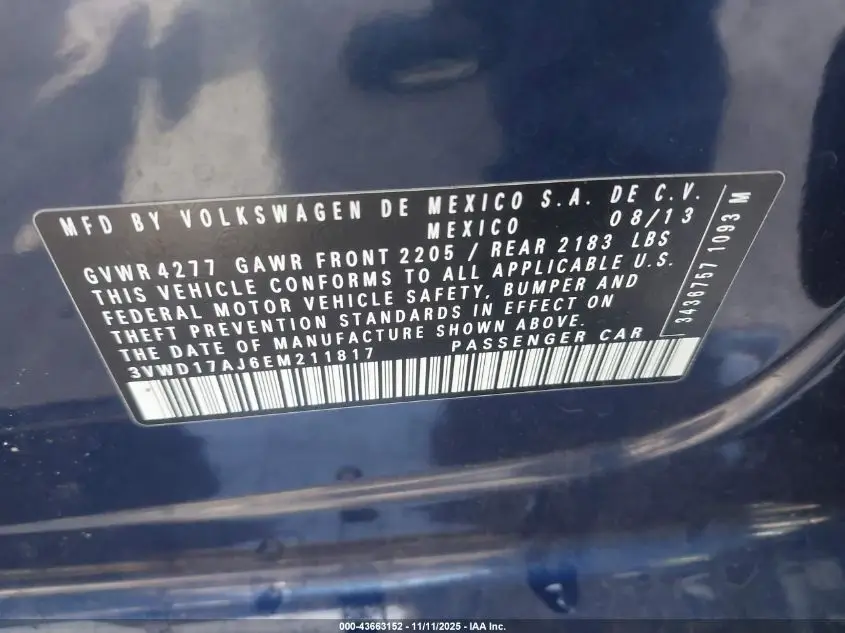 MFD BY VOLKSWAGEN DE MEXICO S.A. DE C.V.
MEXICO 08/13
GVWR 4277 GAWR FRONT 2205 / REAR 2183 LBS
THIS VEHICLE CONFORMS TO ALL APPLICABLE U.S.
FEDERAL MOTOR VEHICLE SAFETY, BUMPER AND
THEFT PREVENTION STANDARDS IN EFFECT ON
THE DATE OF MANUFACTURE SHOWN ABOVE.
3VWD17AJ6EM211817 PASSENGER CAR
3436757 1093 M
000-43663152 - 11/11/2025 - IAA Inc.